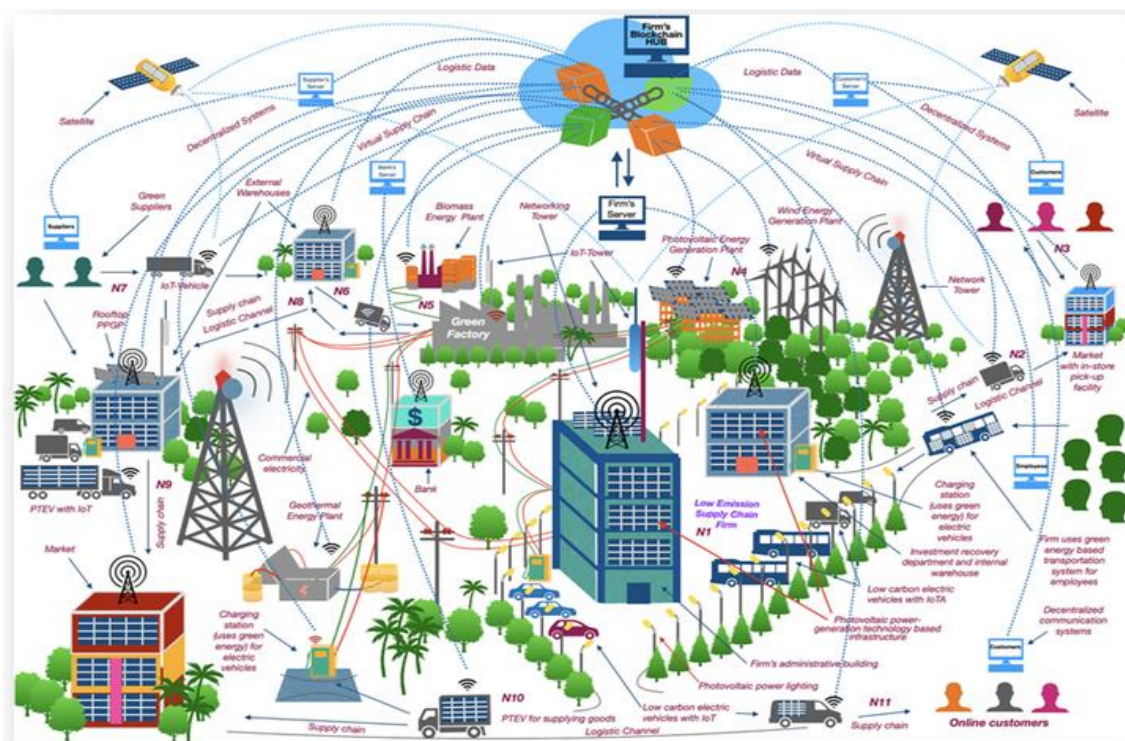 Firm's
Blockchain
HUB
Logistic Data
Supplier's
Server
Logistic Data
Customer's
Server
Satellite
Decentralized Systems
Virtual Supply Chain
Decentralized Systems
Satellite
Virtual Supply Chain
Bank's
Server
Customers
External
Warehouses
Green
Suppliers
Suppliers
Biomass
Energy Plant
Networking
Tower
Firm's
Server
Wind Energy
Generation Plant
Photovoltaic Energy
Generation Plant
IoT-Tower
N3
N4
N7
IoT-Vehicle
N8
N6
N5
Network
Tower
Rooftop
PPGP
Supply chain
Logistic Channel
Green
Factory
N2
Supply chain
Logistic Channel
Market
with in-store
pick-up
facility
$
Bank
Commercial
electricity
Employees
PTEV with IoT
N9
Supply chain
Geothermal
Energy Plant
Low Emission
Supply Chain
Firm
N1
Charging
station
(uses green
energy) for
electric
vehicles
Firm uses green
energy based
transportation
system for
employees
Market
Investment recovery
department and internal
warehouse
Low carbon electric
vehicles with IoTA
Charging
station
(uses green
energy) for
electric
vehicles
Photovoltaic power-
generation technology based
infrastructure
Decentralized
communication
systems
Firm's administrative building
Customers
Photovoltaic power lighting
N10
PTEV for supplying goods
Low carbon electric
vehicles with IoT
N11
Supply chain
Logistic Channel
Supply chain
Online customers